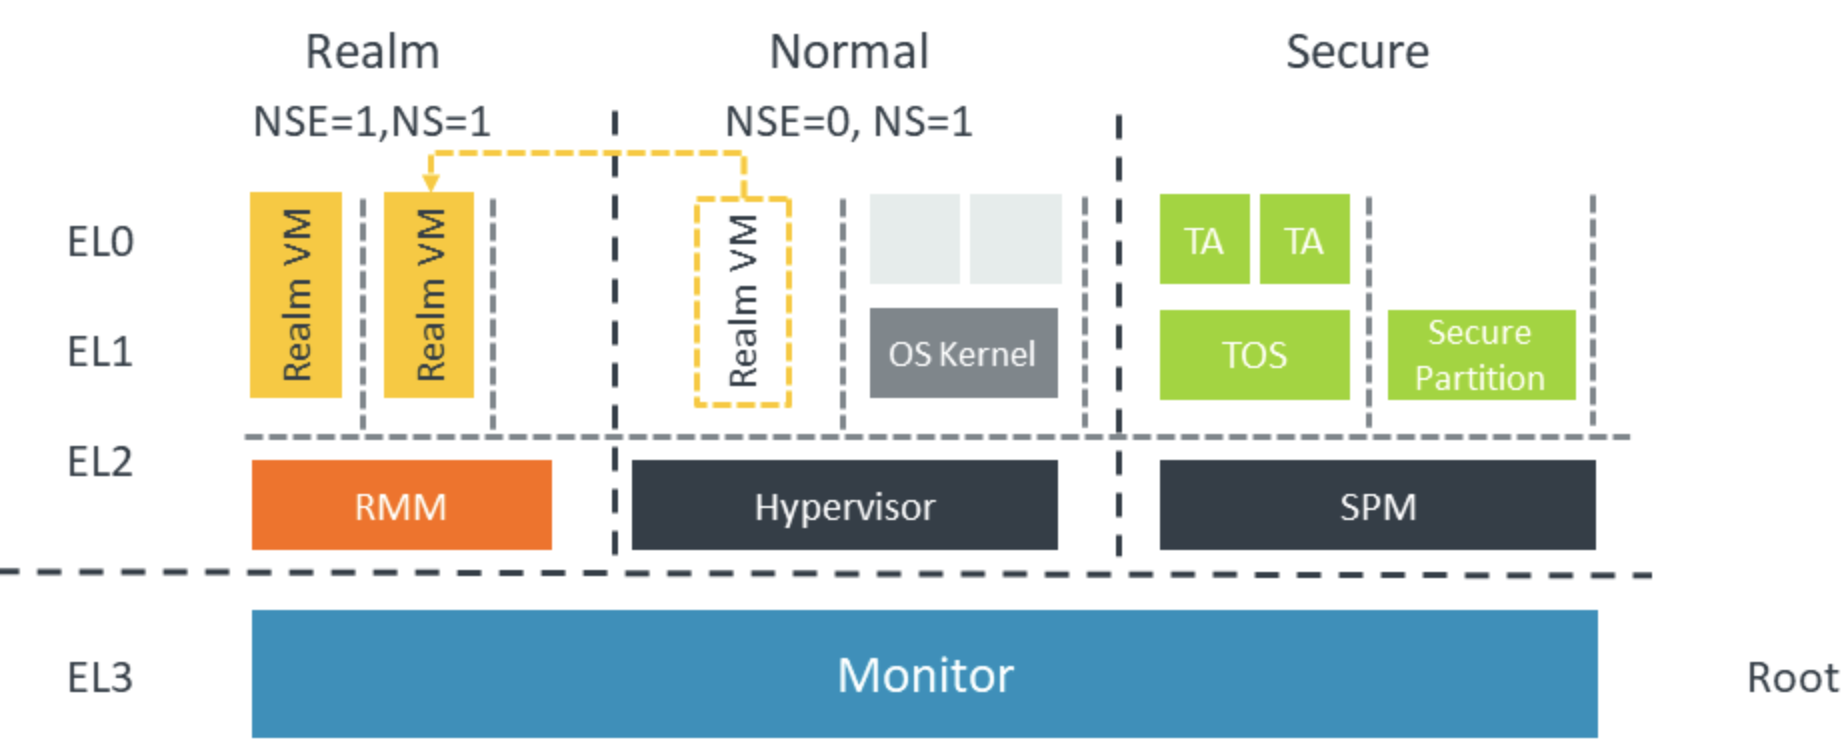 Realm
Normal
Secure
NSE=1,NS=1
NSE=0, NS=1
EL0
Realm VM
Realm VM
Realm VM
TA
TA
EL1
OS Kernel
TOS
Secure
Partition
EL2
RMM
Hypervisor
SPM
EL3
Monitor
Root